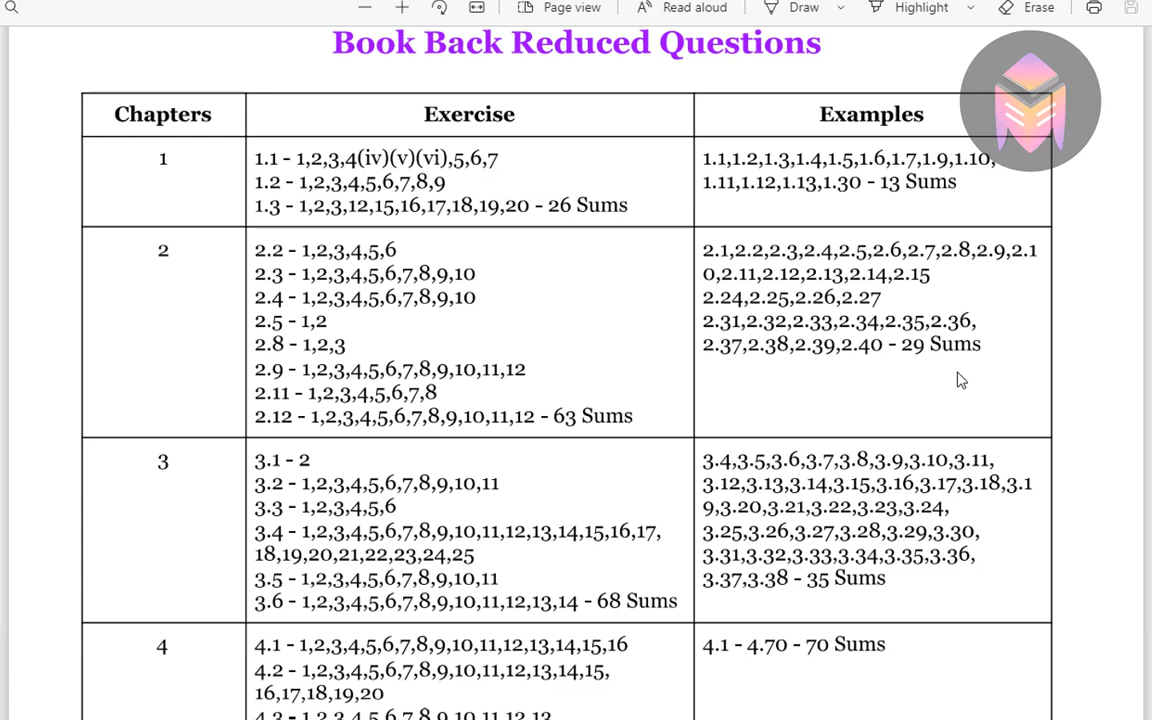 Page view
Read aloud
Draw
Highlight
Erase
Book Back Reduced Questions
Chapters
Exercise
Examples
1
1.1 - 1,2,3,4(iv)(v)(vi),5,6,7
1.2 - 1,2,3,4,5,6,7,8,9
1.3 - 1,2,3,12,15,16,17,18,19,20 - 26 Sums
1.1,1.2,1.3,1.4,1.5,1.6,1.7,1.9,1.10,
1.11,1.12,1.13,1.30 - 13 Sums
2
2.2 - 1,2,3,4,5,6
2.3 - 1,2,3,4,5,6,7,8,9,10
2.4 - 1,2,3,4,5,6,7,8,9,10
2.5 - 1,2
2.8 - 1,2,3
2.9 - 1,2,3,4,5,6,7,8,9,10,11,12
2.11 - 1,2,3,4,5,6,7,8
2.12 - 1,2,3,4,5,6,7,8,9,10,11,12 - 63 Sums
2.1,2.2,2.3,2.4,2.5,2.6,2.7,2.8,2.9,2.1
0,2.11,2.12,2.13,2.14,2.15
2.24,2.25,2.26,2.27
2.31,2.32,2.33,2.34,2.35,2.36,
2.37,2.38,2.39,2.40 - 29 Sums
3
3.1 - 2
3.2 - 1,2,3,4,5,6,7,8,9,10,11
3.3 - 1,2,3,4,5,6
3.4 - 1,2,3,4,5,6,7,8,9,10,11,12,13,14,15,16,17,
18,19,20,21,22,23,24,25
3.5 - 1,2,3,4,5,6,7,8,9,10,11
3.6 - 1,2,3,4,5,6,7,8,9,10,11,12,13,14 - 68 Sums
3.4,3.5,3.6,3.7,3.8,3.9,3.10,3.11,
3.12,3.13,3.14,3.15,3.16,3.17,3.18,3.1
9,3.20,3.21,3.22,3.23,3.24,
3.25,3.26,3.27,3.28,3.29,3.30,
3.31,3.32,3.33,3.34,3.35,3.36,
3.37,3.38 - 35 Sums
4
4.1 - 1,2,3,4,5,6,7,8,9,10,11,12,13,14,15,16
4.2 - 1,2,3,4,5,6,7,8,9,10,11,12,13,14,15,
16,17,18,19,20
4.3 - 1,2,3,4,5,6,7,8,9,10,11,12,13
4.1 - 4.70 - 70 Sums